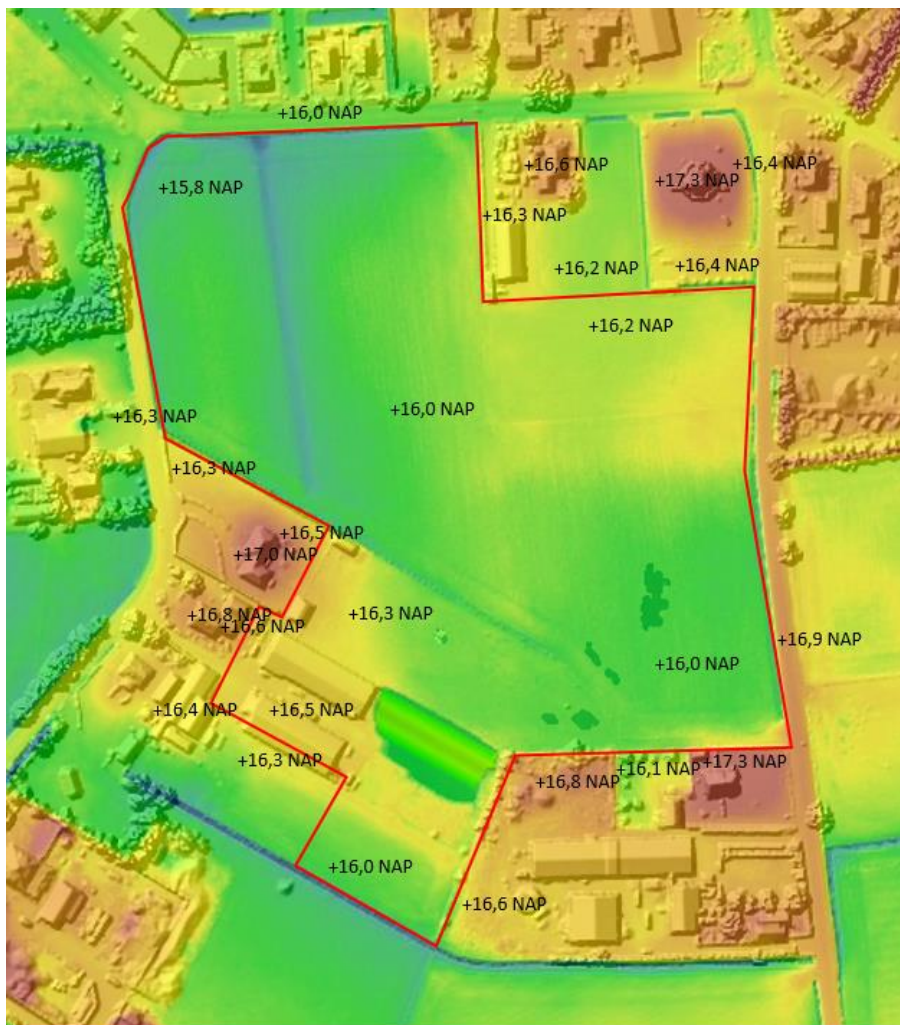 +16,0 NAP
+15,8 NAP
+16,6 NAP
+17,3 NAP
+16,4 NAP
+16,3 NAP
+16,2 NAP
+16,4 NAP
+16,2 NAP
+16,3 NAP
+16,0 NAP
+16,3 NAP
+16,5 NAP
+17,0 NAP
+16,8 NAP
+16,6 NAP
+16,3 NAP
+16,9 NAP
+16,0 NAP
+16,4 NAP
+16,5 NAP
+16,3 NAP
+16,8 NAP
+16,1 NAP
+17,3 NAP
+16,0 NAP
+16,6 NAP